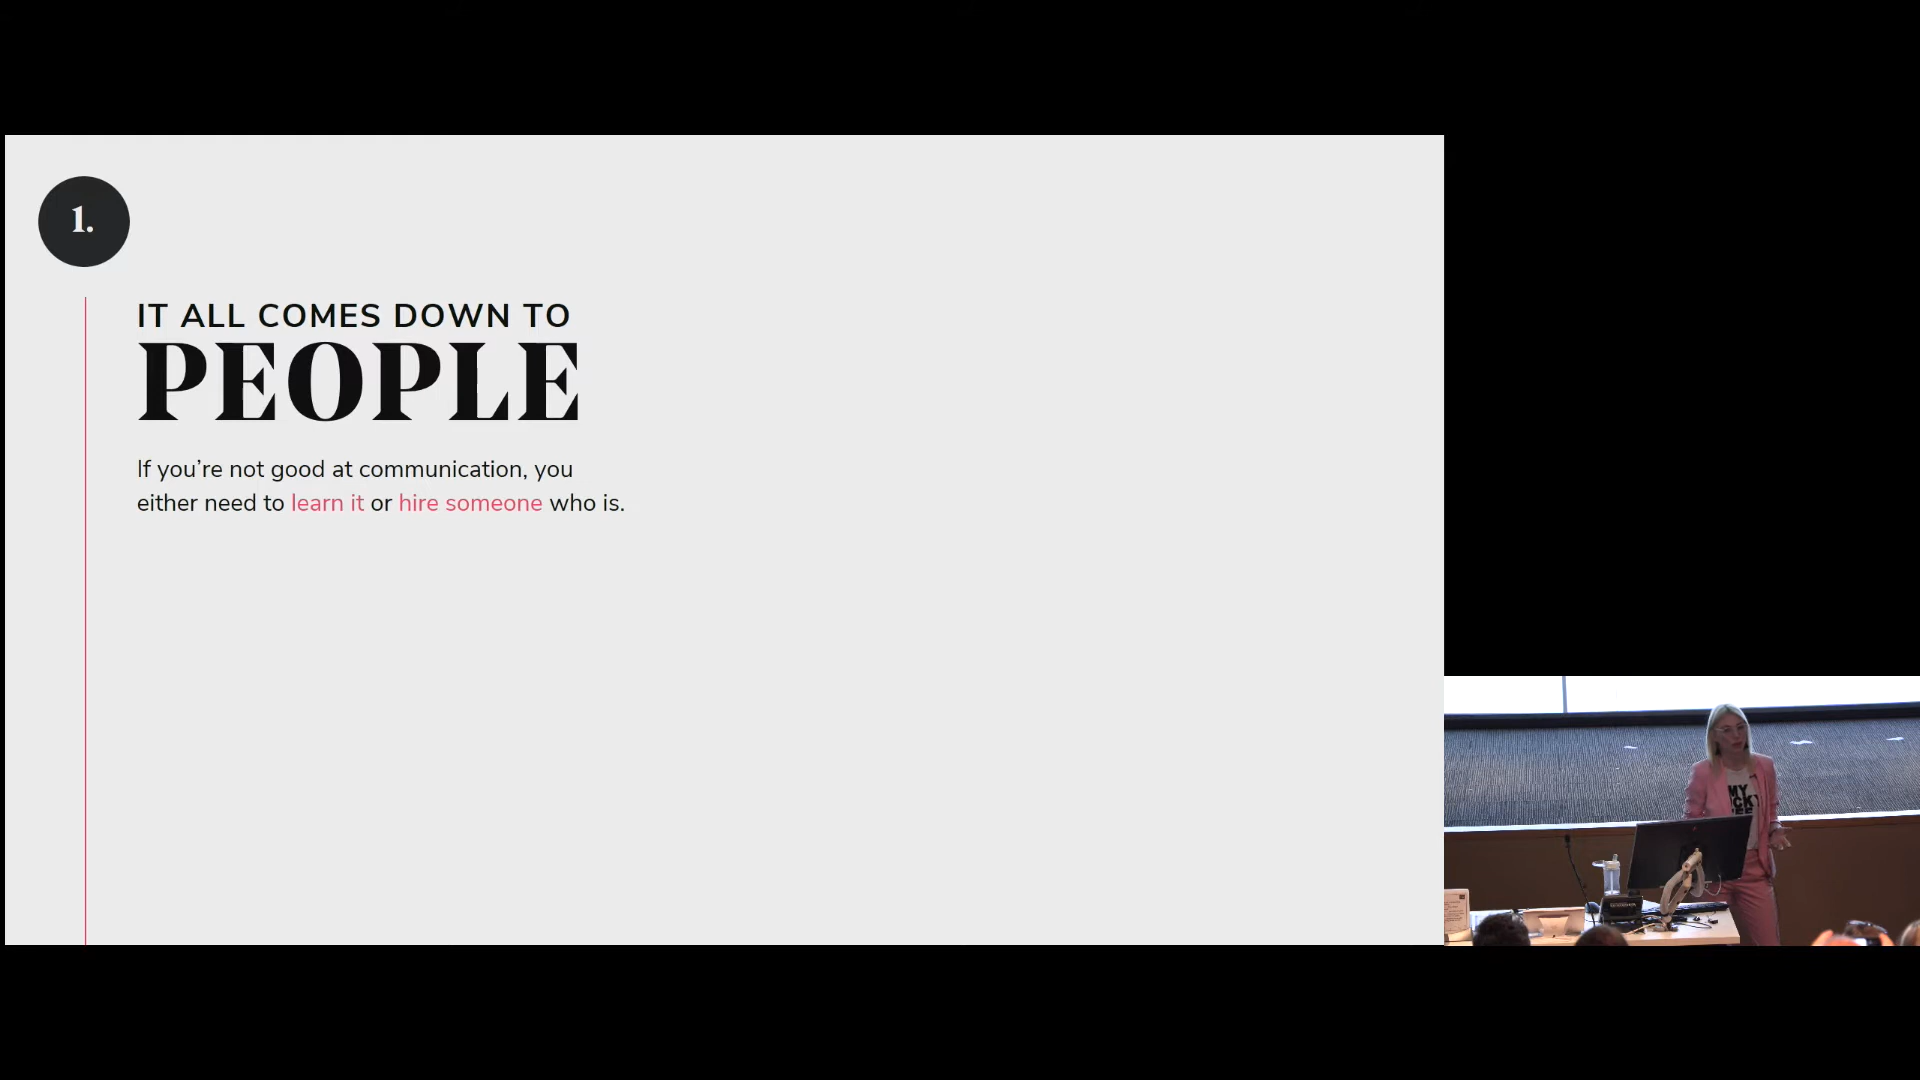 1.
IT ALL COMES DOWN TO
PEOPLE
If you’re not good at communication, you
either need to learn it or hire someone who is.
MY